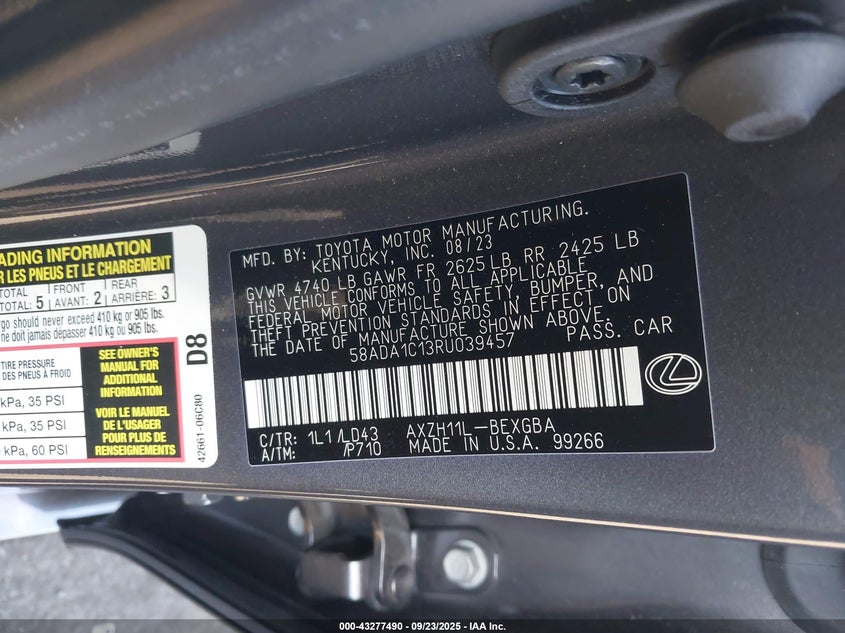 MFD. BY: TOYOTA MOTOR MANUFACTURING.
KENTUCKY, INC. 08/23
GVWR 4740 LB GAWR FR 2625 LB RR 2425 LB
THIS VEHICLE CONFORMS TO ALL APPLICABLE
FEDERAL MOTOR VEHICLE SAFETY, BUMPER, AND
THEFT PREVENTION STANDARDS IN EFFECT ON
THE DATE OF MANUFACTURE SHOWN ABOVE.
58ADA1C13RU039457 PASS. CAR
C/TR: 1L1 /LD43 AXZH11L-BEXGBA
A/TM: /P710 MADE IN U.S.A. 99266
ADING INFORMATION
R LES PNEUS ET LE CHARGEMENT
TOTAL 5 FRONT 2 REAR 3
TOTAL: AVANT: ARRIÈRE:
rgo should never exceed 410 kg or 905 lbs.
ne doit jamais dépasser 410 kg ou 905 lbs.
TIRE PRESSURE
DES PNEUS À FROID
kPa, 35 PSI
kPa, 35 PSI
kPa, 60 PSI
SEE OWNER'S
MANUAL FOR
ADDITIONAL
INFORMATION
VOIR LE MANUEL
DE L'USAGER
POUR PLUS DE
RENSEIGNEMENTS
D8
42661-06C80
000-43277490 - 09/23/2025 - IAA Inc.